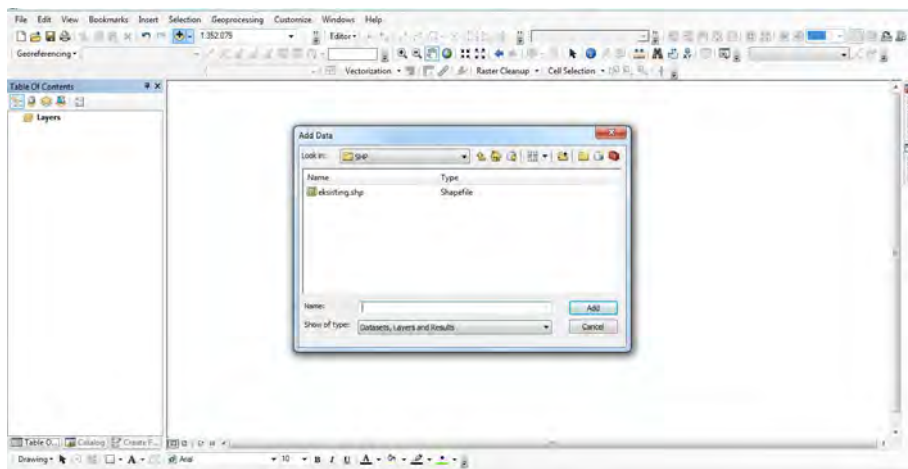 File Edit View Bookmarks Insert Selection Geoprocessing Customize Windows Help
1:352.075 Editor
Georeferencing
Vectorization Raster Cleanup Cell Selection
Table Of Contents
Layers
Add Data
Look in: SHP
Name Type
eksisting.shp Shapefile
Name: Add
Show of type: Datasets, Layers and Results Cancel
Table O... Catalog Create F...
Drawing A Arial 10 B I U A